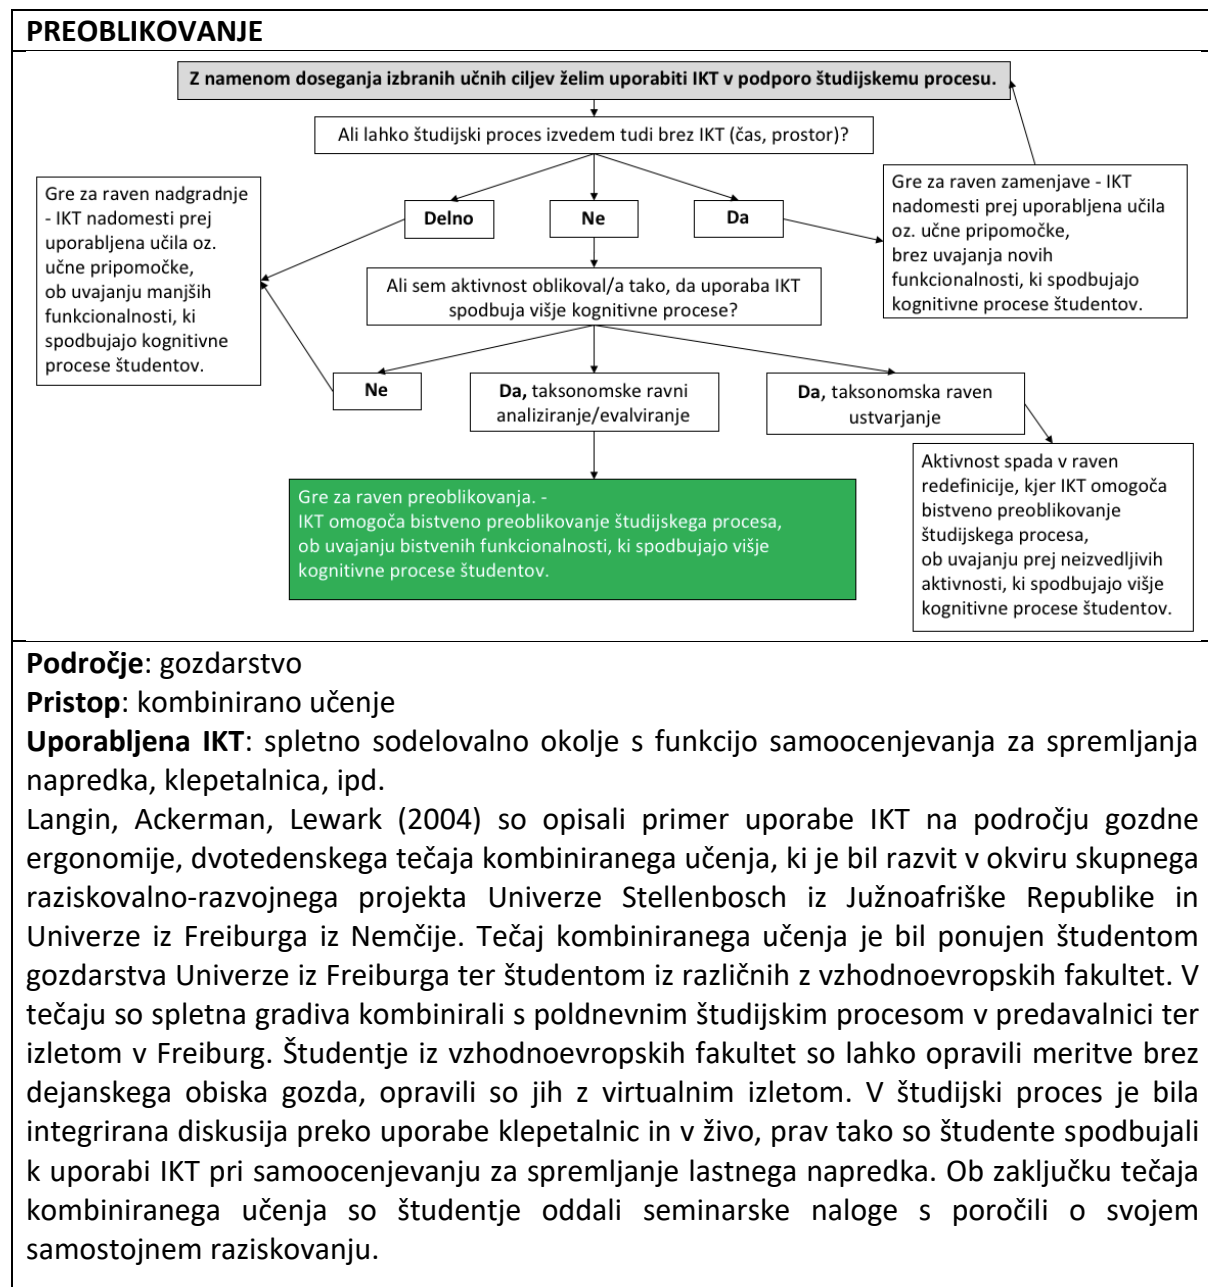 PREOBLIKOVANJE
Z namenom doseganja izbranih učnih ciljev želim uporabiti IKT v podporo študijskemu procesu.
Ali lahko študijski proces izvedem tudi brez IKT (čas, prostor)?
Gre za raven nadgradnje
- IKT nadomesti prej
uporabljena učila oz.
učne pripomočke,
ob uvajanju manjših
funkcionalnosti, ki
spodbujajo kognitivne
procese študentov.
Delno
Ne
Da
Gre za raven zamenjave - IKT
nadomesti prej uporabljena učila
oz. učne pripomočke,
brez uvajanja novih
funkcionalnosti, ki spodbujajo
kognitivne procese študentov.
Ali sem aktivnost oblikoval/a tako, da uporaba IKT
spodbuja višje kognitivne procese?
Ne
Da, taksonomske ravni
analiziranje/evalviranje
Da, taksonomska raven
ustvarjanje
Gre za raven preoblikovanja. -
IKT omogoča bistveno preoblikovanje študijskega procesa,
ob uvajanju bistvenih funkcionalnosti, ki spodbujajo višje
kognitivne procese študentov.
Aktivnost spada v raven
redefinicije, kjer IKT omogoča
bistveno preoblikovanje
študijskega procesa,
ob uvajanju prej neizvedljivih
aktivnosti, ki spodbujajo višje
kognitivne procese študentov.
Področje: gozdarstvo
Pristop: kombinirano učenje
Uporabljena IKT: spletno sodelovalno okolje s funkcijo samoocenjevanja za spremljanja
napredka, klepetalnica, ipd.
Langin, Ackerman, Lewark (2004) so opisali primer uporabe IKT na področju gozdne
ergonomije, dvotedenskega tečaja kombiniranega učenja, ki je bil razvit v okviru skupnega
raziskovalno-razvojnega projekta Univerze Stellenbosch iz Južnoafriške Republike in
Univerze iz Freiburga iz Nemčije. Tečaj kombiniranega učenja je bil ponujen študentom
gozdarstva Univerze iz Freiburga ter študentom iz različnih z vzhodnoevropskih fakultet. V
tečaju so spletna gradiva kombinirali s poldnevnim študijskim procesom v predavalnici ter
izletom v Freiburg. Študentje iz vzhodnoevropskih fakultet so lahko opravili meritve brez
dejanskega obiska gozda, opravili so jih z virtualnim izletom. V študijski proces je bila
integrirana diskusija preko uporabe klepetalnic in v živo, prav tako so študente spodbujali
k uporabi IKT pri samoocenjevanju za spremljanje lastnega napredka. Ob zaključku tečaja
kombiniranega učenja so študentje oddali seminarske naloge s poročili o svojem
samostojnem raziskovanju.